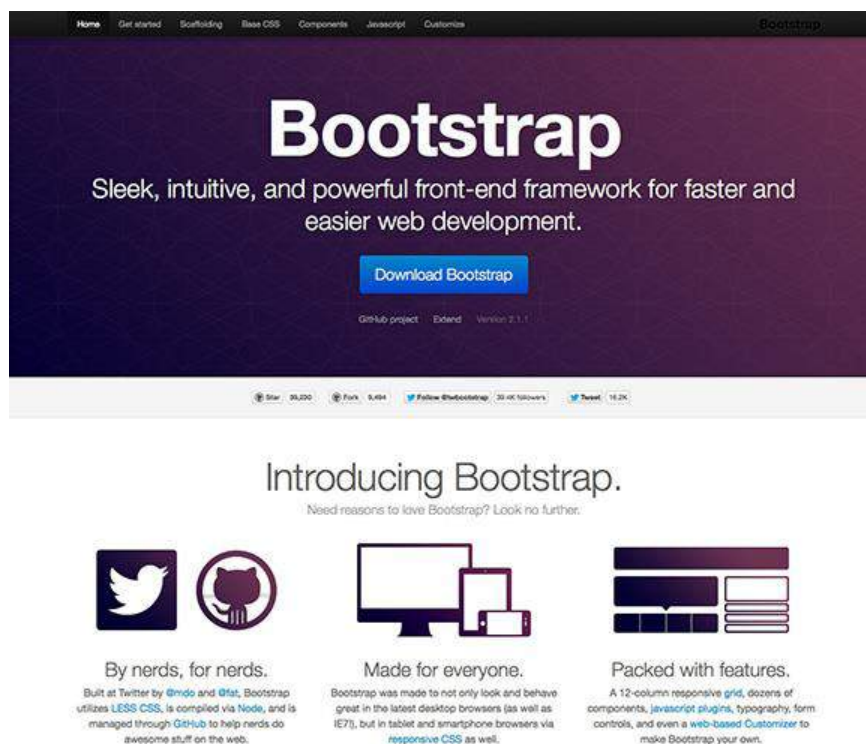 Home Get started Scaffolding Base CSS Components Javascript Customize Bootstrap
Bootstrap
Sleek, intuitive, and powerful front-end framework for faster and
easier web development.
Download Bootstrap
GitHub project Extend Version 2.1.1
Star Fork 9,494 Follow @twbootstrap followers Tweet 16.2K
Introducing Bootstrap.
Need reasons to love Bootstrap? Look no further.
By nerds, for nerds.
Built at Twitter by @mdo and @fat, Bootstrap
utilizes LESS CSS, is compiled via Node, and is
managed through GitHub to help nerds do
awesome stuff on the web.
Made for everyone.
Bootstrap was made to not only look and behave
great in the latest desktop browsers (as well as
IE7!), but in tablet and smartphone browsers via
responsive CSS as well.
Packed with features.
A 12-column responsive grid, dozens of
components, javascript plugins, typography, form
controls, and even a web-based Customizer to
make Bootstrap your own.